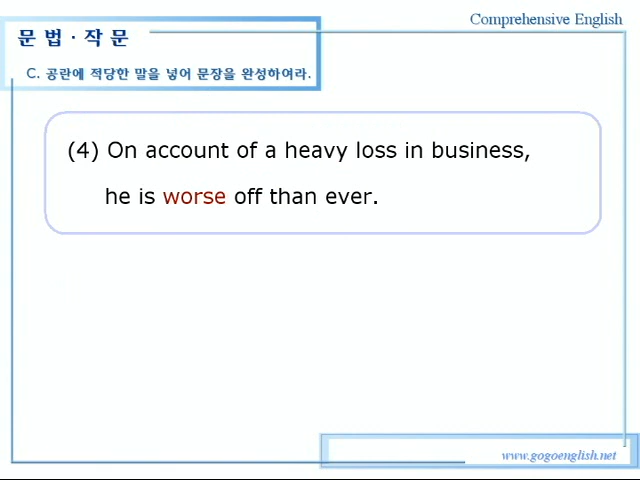 Comprehensive English
문 법 · 작 문
C. 공란에 적당한 말을 넣어 문장을 완성하여라.
(4) On account of a heavy loss in business,
he is worse off than ever.
www.gogoenglish.net